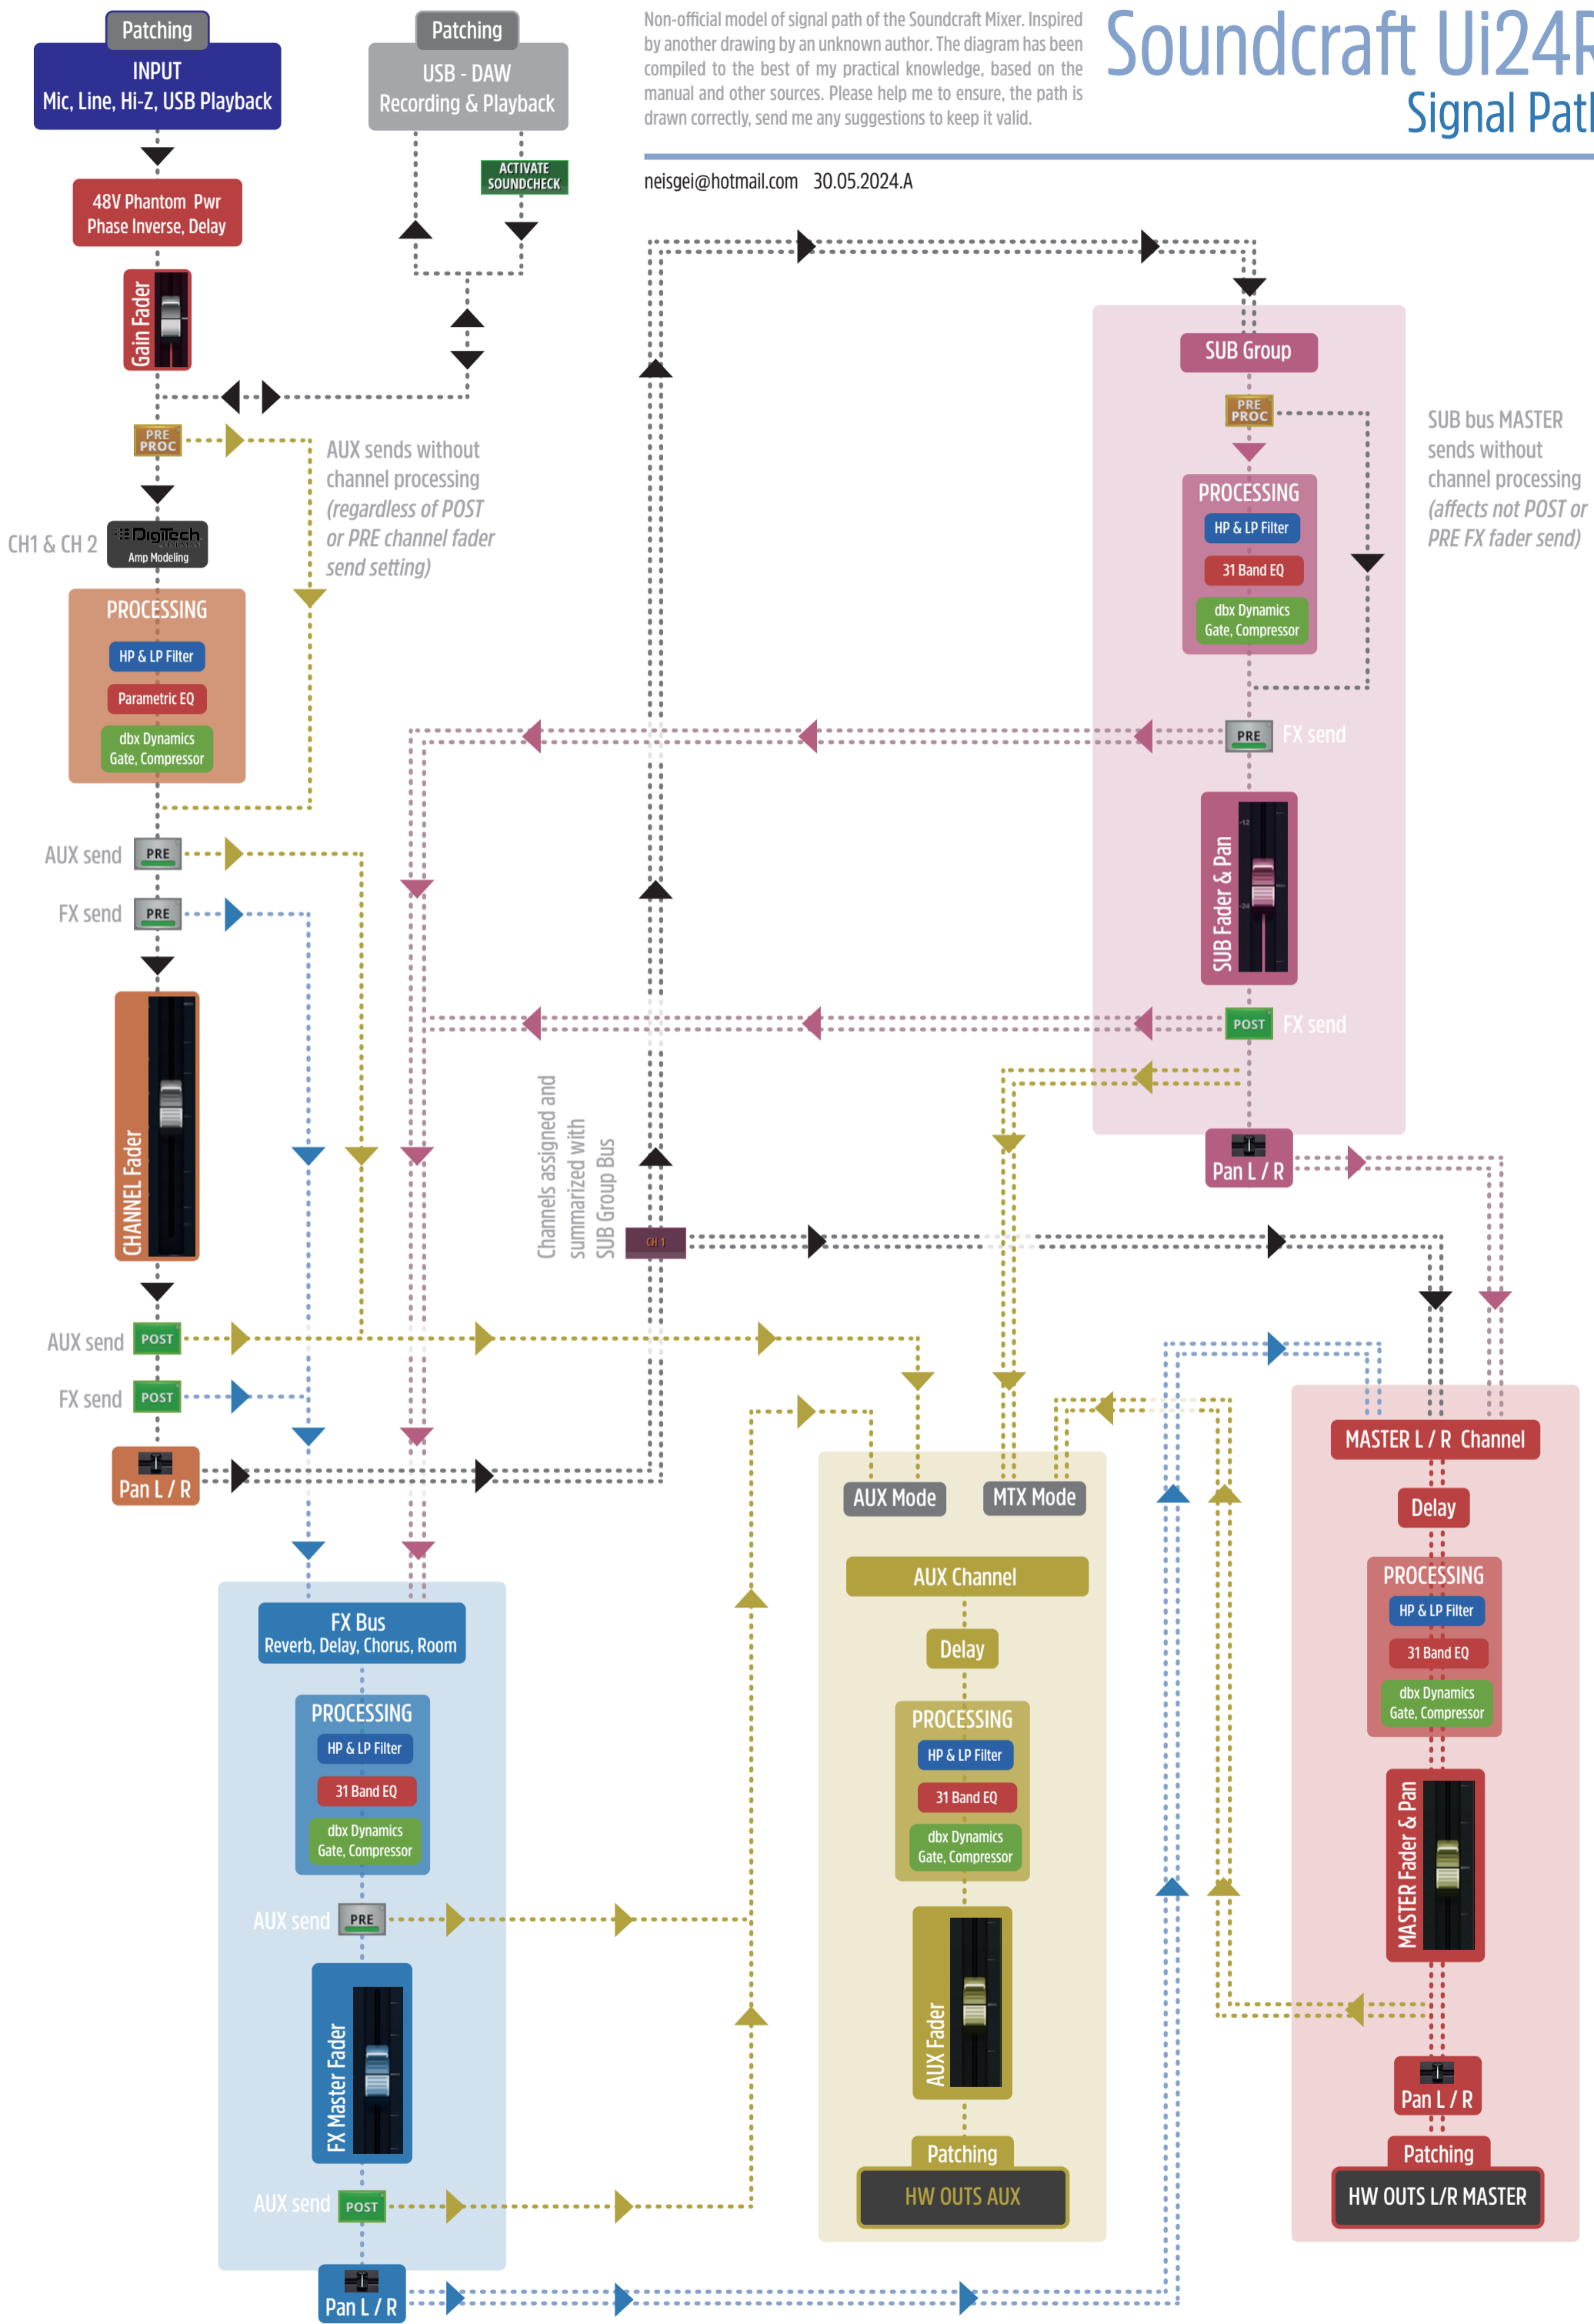 Patching
INPUT
Mic, Line, Hi-Z, USB Playback
Patching
USB - DAW
Recording & Playback
Non-official model of signal path of the Soundcraft Mixer. Inspired
by another drawing by an unknown author. The diagram has been
compiled to the best of my practical knowledge, based on the
manual and other sources. Please help me to ensure, the path is
drawn correctly, send me any suggestions to keep it valid.
Soundcraft Ui24R
Signal Path
neisgei@hotmail.com 30.05.2024.A
ACTIVATE
SOUNDCHECK
48V Phantom Pwr
Phase Inverse, Delay
Gain Fader
PRE
PROC
AUX sends without
channel processing
(regardless of POST
or PRE channel fader
send setting)
CH1 & CH 2
DigiTech
Amp Modeling
PROCESSING
HP & LP Filter
Parametric EQ
dbx Dynamics
Gate, Compressor
AUX send
PRE
FX send
PRE
CHANNEL Fader
AUX send
POST
FX send
POST
Pan L / R
Channels assigned and
summarized with
SUB Group Bus
CH 1
SUB Group
PRE
PROC
SUB bus MASTER
sends without
channel processing
(affects not POST or
PRE FX fader send)
PROCESSING
HP & LP Filter
31 Band EQ
dbx Dynamics
Gate, Compressor
PRE
FX send
SUB Fader & Pan
-12
-24
POST
FX send
Pan L / R
FX Bus
Reverb, Delay, Chorus, Room
PROCESSING
HP & LP Filter
31 Band EQ
dbx Dynamics
Gate, Compressor
AUX send
PRE
FX Master Fader
AUX send
POST
Pan L / R
AUX Mode
MTX Mode
AUX Channel
Delay
PROCESSING
HP & LP Filter
31 Band EQ
dbx Dynamics
Gate, Compressor
AUX Fader
Patching
HW OUTS AUX
MASTER L / R Channel
Delay
PROCESSING
HP & LP Filter
31 Band EQ
dbx Dynamics
Gate, Compressor
MASTER Fader & Pan
Pan L / R
Patching
HW OUTS L/R MASTER